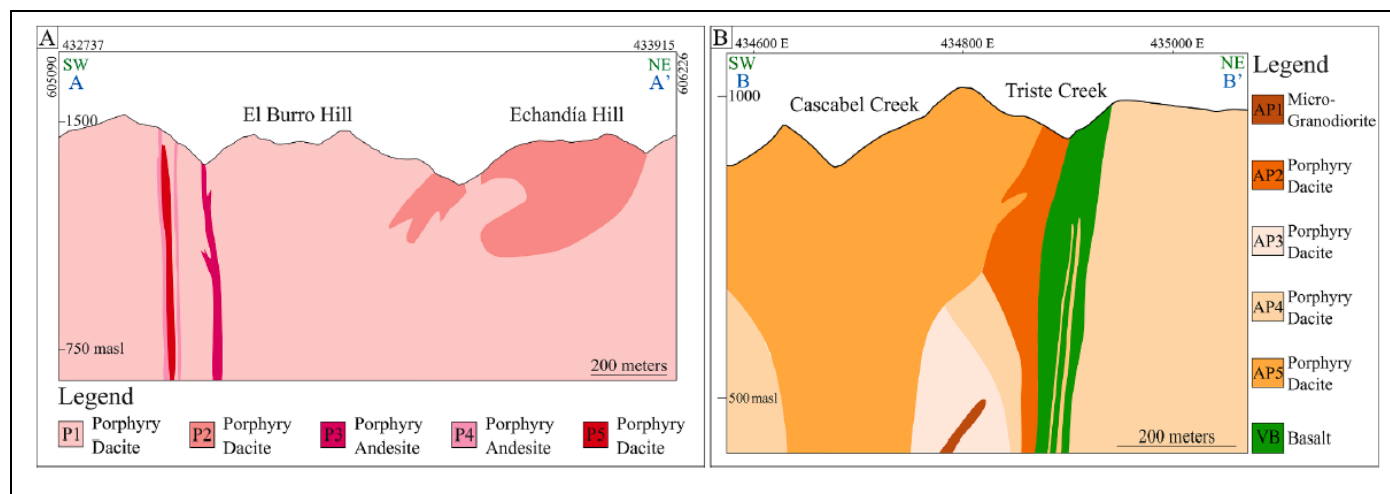 A
432737
433915
605090
606226
SW
NE
A
A’
El Burro Hill
Echandía Hill
1500
750 masl
200 meters
Legend
P1 Porphyry Dacite
P2 Porphyry Dacite
P3 Porphyry Andesite
P4 Porphyry Andesite
P5 Porphyry Dacite
B
434600 E
434800 E
435000 E
SW
NE
B
B’
1000
Cascabel Creek
Triste Creek
500 masl
200 meters
Legend
AP1 Micro-
Granodiorite
AP2 Porphyry
Dacite
AP3 Porphyry
Dacite
AP4 Porphyry
Dacite
AP5 Porphyry
Dacite
VB Basalt